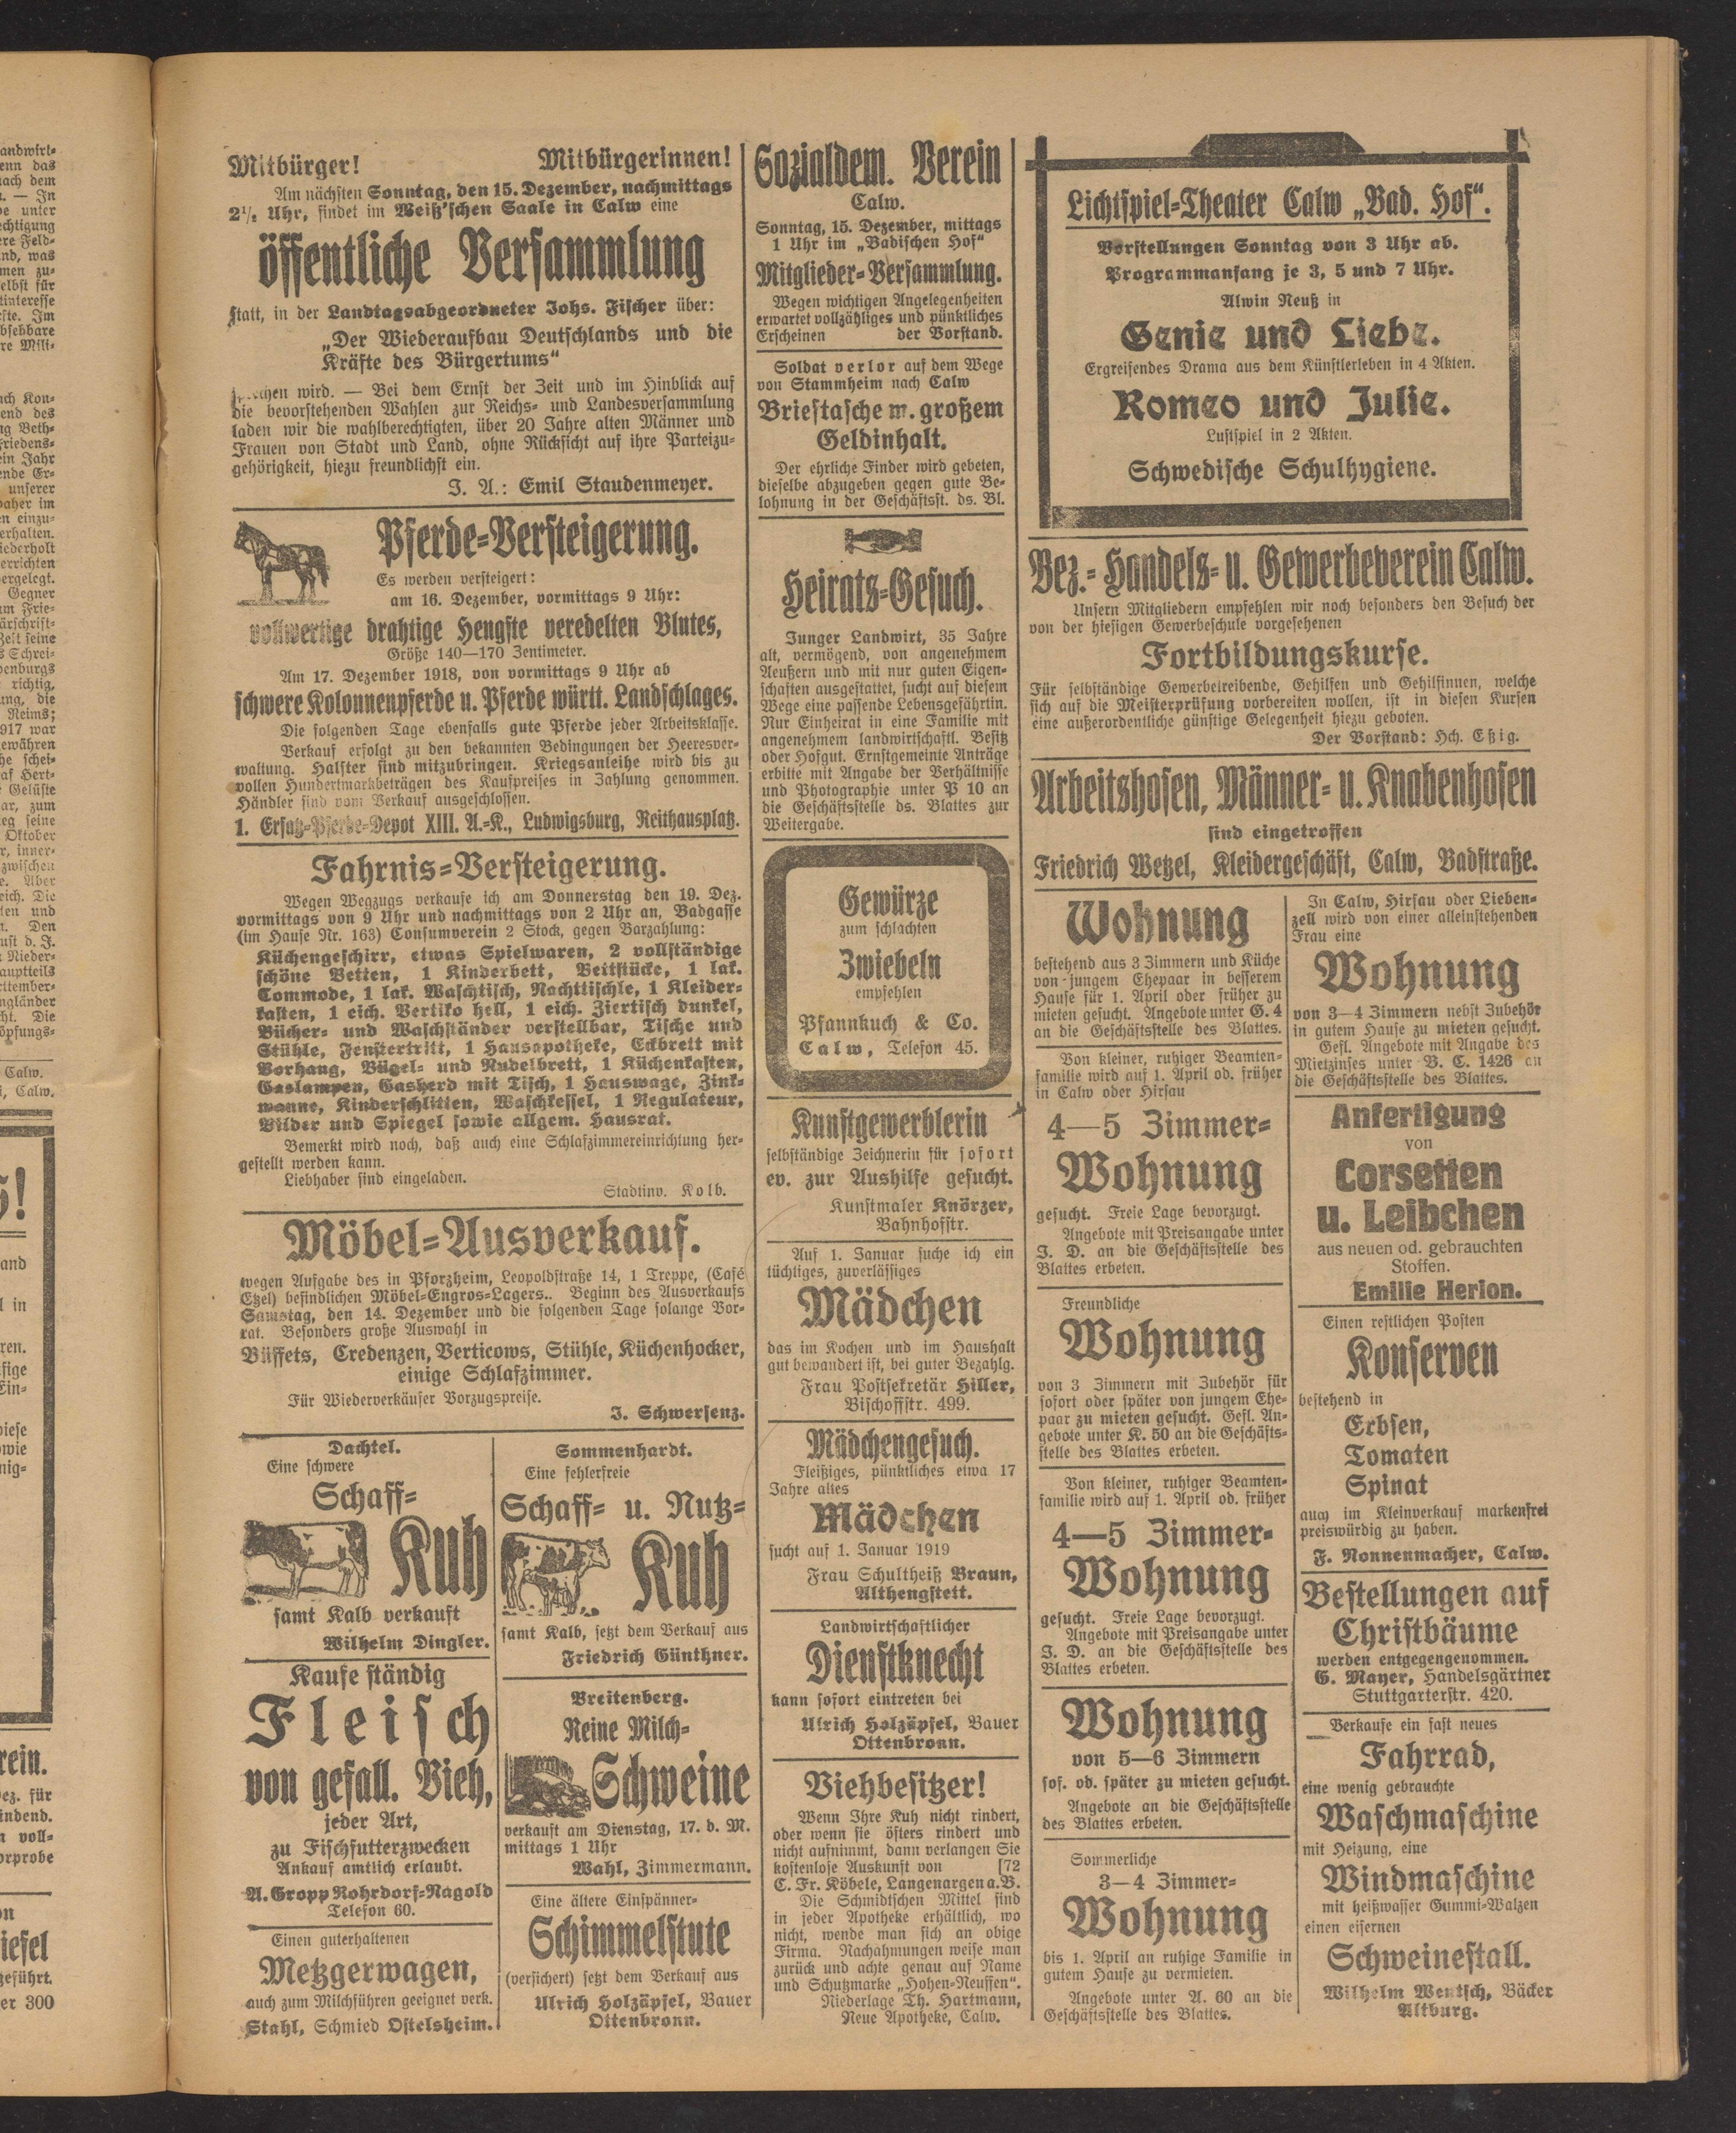 Mitbürger! Mitbürgerinnen!
Am nächsten Sonntag, den 15. Dezember, nachmittags
2½ Uhr, findet im Weiß'schen Saale in Calw eine
öffentliche Versammlung
statt, in der Landtagsabgeordneter Johs. Fischer über:
„Der Wiederaufbau Deutschlands und die
Kräfte des Bürgertums“
sprechen wird. — Bei dem Ernst der Zeit und im Hinblick auf
die bevorstehenden Wahlen zur Reichs- und Landesversammlung
laden wir die wahlberechtigten, über 20 Jahre alten Männer und
Frauen von Stadt und Land, ohne Rücksicht auf ihre Parteizu-
gehörigkeit, hiezu freundlichst ein.
J. A.: Emil Staudenmeyer.
Pferde-Versteigerung.
Es werden versteigert:
am 16. Dezember, vormittags 9 Uhr:
vollwertige drahtige Hengste veredelten Blutes,
Größe 140—170 Zentimeter.
Am 17. Dezember 1918, von vormittags 9 Uhr ab
schwere Kolonnenpferde u. Pferde württ. Landschlages.
Die folgenden Tage ebenfalls gute Pferde jeder Arbeitsklasse.
Verkauf erfolgt zu den bekannten Bedingungen der Heeresver-
waltung. Halfter sind mitzubringen. Kriegsanleihe wird bis zu
vollen Hundertmarkbeträgen des Kaufpreises in Zahlung genommen.
Händler sind vom Verkauf ausgeschlossen.
1. Ersatz-Pferde-Depot XIII. A.-K., Ludwigsburg, Reithausplatz.
Fahrnis-Versteigerung.
Wegen Wegzugs verkaufe ich am Donnerstag den 19. Dez.
vormittags von 9 Uhr und nachmittags von 2 Uhr an, Badgasse
(im Hause Nr. 163) Consumverein 2 Stock, gegen Barzahlung:
Küchengeschirr, etwas Spielwaren, 2 vollständige
schöne Betten, 1 Kinderbett, Bettstücke, 1 lak.
Commode, 1 lak. Waschtisch, Nachttischle, 1 Kleider-
kasten, 1 eich. Vertiko hell, 1 eich. Ziertisch dunkel,
Bücher- und Waschständer verstellbar, Tische und
Stühle, Fenstertritt, 1 Hausapotheke, Eckbrett mit
Vorhang, Bügel- und Nudelbrett, 1 Küchenkasten,
Gaslampen, Gasherd mit Tisch, 1 Hauswage, Zink-
wanne, Kinderschlitten, Waschkessel, 1 Regulateur,
Bilder und Spiegel sowie allgem. Hausrat.
Bemerkt wird noch, daß auch eine Schlafzimmereinrichtung her-
gestellt werden kann.
Liebhaber sind eingeladen.
Stadtinv. Kolb.
Möbel-Ausverkauf.
wegen Aufgabe des in Pforzheim, Leopoldstraße 14, 1 Treppe, (Café
Etzel) befindlichen Möbel-Engros-Lagers.. Beginn des Ausverkaufs
Samstag, den 14. Dezember und die folgenden Tage solange Vor-
rat. Besonders große Auswahl in
Büffets, Credenzen, Verticows, Stühle, Küchenhocker,
einige Schlafzimmer.
Für Wiederverkäufer Vorzugspreise.
J. Schwersenz.
Dachtel.
Eine schwere
Schaff-
Kuh
samt Kalb verkauft
Wilhelm Dingler.
Kaufe ständig
Fleisch
von gefall. Vieh,
jeder Art,
zu Fischfutterzwecken
Ankauf amtlich erlaubt.
A. Gropp Rohrdorf-Nagold
Telefon 60.
Einen guterhaltenen
Metzgerwagen,
auch zum Milchführen geeignet verk.
Stahl, Schmied Ostelsheim.
Sommenhardt.
Eine fehlerfreie
Schaff- u. Nutz-
Kuh
samt Kalb, setzt dem Verkauf aus
Friedrich Günthner.
Breitenberg.
Reine Milch-
Schweine
verkauft am Dienstag, 17. d. M.
mittags 1 Uhr
Wahl, Zimmermann.
Eine ältere Einspänner-
Schimmelstute
(versichert) setzt dem Verkauf aus
Ulrich Holzäpfel, Bauer
Ottenbronn.
Sozialdem. Verein
Calw.
Sonntag, 15. Dezember, mittags
1 Uhr im „Badischen Hof“
Mitglieder-Versammlung.
Wegen wichtigen Angelegenheiten
erwartet vollzähliges und pünktliches
Erscheinen der Vorstand.
Soldat verlor auf dem Wege
von Stammheim nach Calw
Brieftasche m. großem
Geldinhalt.
Der ehrliche Finder wird gebeten,
dieselbe abzugeben gegen gute Be-
lohnung in der Geschäftsst. ds. Bl.
Heirats-Gesuch.
Junger Landwirt, 35 Jahre
alt, vermögend, von angenehmem
Aeußern und mit nur guten Eigen-
schaften ausgestattet, sucht auf diesem
Wege eine passende Lebensgefährtin.
Nur Einheirat in eine Familie mit
angenehmem landwirtschaftl. Besitz
oder Hofgut. Ernstgemeinte Anträge
erbitte mit Angabe der Verhältnisse
und Photographie unter P 10 an
die Geschäftsstelle ds. Blattes zur
Weitergabe.
Gewürze
zum schlachten
Zwiebeln
empfehlen
Pfannkuch & Co.
Calw, Telefon 45.
Kunstgewerblerin
selbständige Zeichnerin für sofort
ev. zur Aushilfe gesucht.
Kunstmaler Knörzer,
Bahnhofstr.
Auf 1. Januar suche ich ein
tüchtiges, zuverlässiges
Mädchen
das im Kochen und im Haushalt
gut bewandert ist, bei guter Bezahlg.
Frau Postsekretär Hiller,
Bischofstr. 499.
Mädchengesuch.
Fleißiges, pünktliches etwa 17
Jahre altes
Mädchen
sucht auf 1. Januar 1919
Frau Schultheiß Braun,
Althengstett.
Landwirtschaftlicher
Dienstknecht
kann sofort eintreten bei
Ulrich Holzäpfel, Bauer
Ottenbronn.
Viehbesitzer!
Wenn Ihre Kuh nicht rindert,
oder wenn sie öfters rindert und
nicht aufnimmt, dann verlangen Sie
kostenlose Auskunft von [72
C. Fr. Köbele, Langenargen a. B.
Die Schmidtschen Mittel sind
in jeder Apotheke erhältlich, wo
nicht, wende man sich an obige
Firma. Nachahmungen weise man
zurück und achte genau auf Name
und Schutzmarke „Hohen-Neuffen“.
Niederlage Th. Hartmann,
Neue Apotheke, Calw.
Lichtspiel-Theater Calw „Bad. Hof“.
Vorstellungen Sonntag von 3 Uhr ab.
Programmanfang je 3, 5 und 7 Uhr.
Alwin Neuß in
Genie und Liebe.
Ergreifendes Drama aus dem Künstlerleben in 4 Akten.
Romeo und Julie.
Lustspiel in 2 Akten.
Schwedische Schulhygiene.
Bez.- Handels- u. Gewerbeverein Calw.
Unsern Mitgliedern empfehlen wir noch besonders den Besuch der
von der hiesigen Gewerbeschule vorgesehenen
Fortbildungskurse.
Für selbständige Gewerbetreibende, Gehilfen und Gehilfinnen, welche
sich auf die Meisterprüfung vorbereiten wollen, ist in diesen Kursen
eine außerordentliche günstige Gelegenheit hiezu geboten.
Der Vorstand: Hch. Eßig.
Arbeitshosen, Männer- u. Knabenhosen
sind eingetroffen
Friedrich Wetzel, Kleidergeschäft, Calw, Badstraße.
Wohnung
bestehend aus 3 Zimmern und Küche
von jungem Ehepaar in besserem
Hause für 1. April oder früher zu
mieten gesucht. Angebote unter G. 4
an die Geschäftsstelle des Blattes.
Von kleiner, ruhiger Beamten-
familie wird auf 1. April od. früher
in Calw oder Hirsau
4—5 Zimmer-
Wohnung
gesucht. Freie Lage bevorzugt.
Angebote mit Preisangabe unter
J. D. an die Geschäftsstelle des
Blattes erbeten.
Freundliche
Wohnung
von 3 Zimmern mit Zubehör für
sofort oder später von jungem Ehe-
paar zu mieten gesucht. Gefl. An-
gebote unter K. 50 an die Geschäfts-
stelle des Blattes erbeten.
Von kleiner, ruhiger Beamten-
familie wird auf 1. April od. früher
4—5 Zimmer-
Wohnung
gesucht. Freie Lage bevorzugt.
Angebote mit Preisangabe unter
J. D. an die Geschäftsstelle des
Blattes erbeten.
Wohnung
von 5—6 Zimmern
sof. od. später zu mieten gesucht.
Angebote an die Geschäftsstelle
des Blattes erbeten.
Sommerliche
3—4 Zimmer-
Wohnung
bis 1. April an ruhige Familie in
gutem Hause zu vermieten.
Angebote unter A. 60 an die
Geschäftsstelle des Blattes.
In Calw, Hirsau oder Lieben-
zell wird von einer alleinstehenden
Frau eine
Wohnung
von 3—4 Zimmern nebst Zubehör
in gutem Hause zu mieten gesucht.
Gefl. Angebote mit Angabe des
Mietzinses unter B. C. 1426 an
die Geschäftsstelle des Blattes.
Anfertigung
von
Corsetten
u. Leibchen
aus neuen od. gebrauchten
Stoffen.
Emilie Herion.
Einen restlichen Posten
Konserven
bestehend in
Erbsen,
Tomaten
Spinat
auch im Kleinverkauf markenfrei
preiswürdig zu haben.
F. Nonnenmacher, Calw.
Bestellungen auf
Christbäume
werden entgegengenommen.
G. Mayer, Handelsgärtner
Stuttgarterstr. 420.
Verkaufe ein fast neues
Fahrrad,
eine wenig gebrauchte
Waschmaschine
mit Heizung, eine
Windmaschine
mit heißwasser Gummi-Walzen
einen eisernen
Schweinestall.
Wilhelm Wentsch, Bäcker
Altburg.